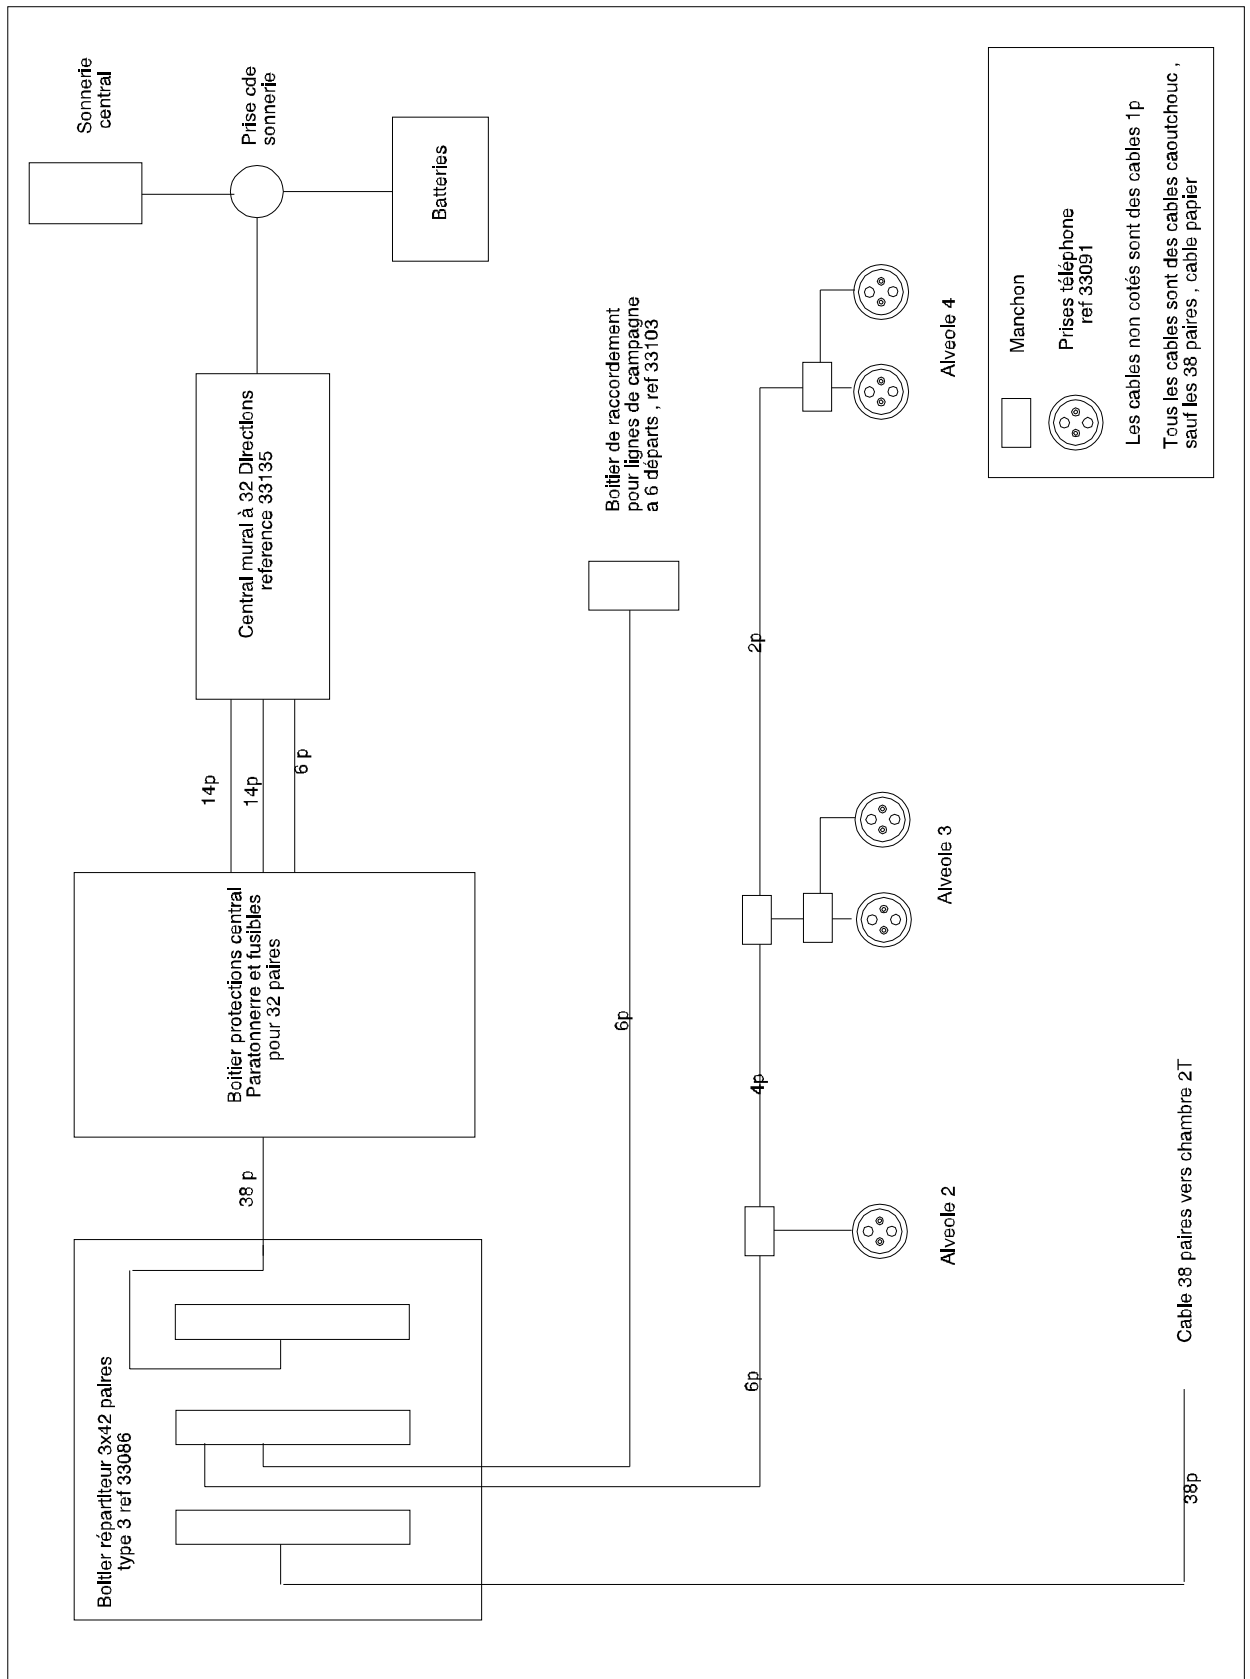 Boitier répartiteur 3x42 paires
type 3 ref 33086
38 p
Boitier protections central
Paratonnerre et fusibles
pour 32 paires
14p
14p
6 p
Central mural à 32 Directions
reference 33135
Sonnerie
central
Prise cde
sonnerie
Batteries
6p
Boitier de raccordement
pour lignes de campagne
a 6 départs , ref 33103
6p
4p
2p
Alveole 2
Alveole 3
Alveole 4
38p
Cable 38 paires vers chambre 2T
Manchon
Prises téléphone
ref 33091
Les cables non cotés sont des cables 1p
Tous les cables sont des cables caoutchouc ,
sauf les 38 paires , cable papier